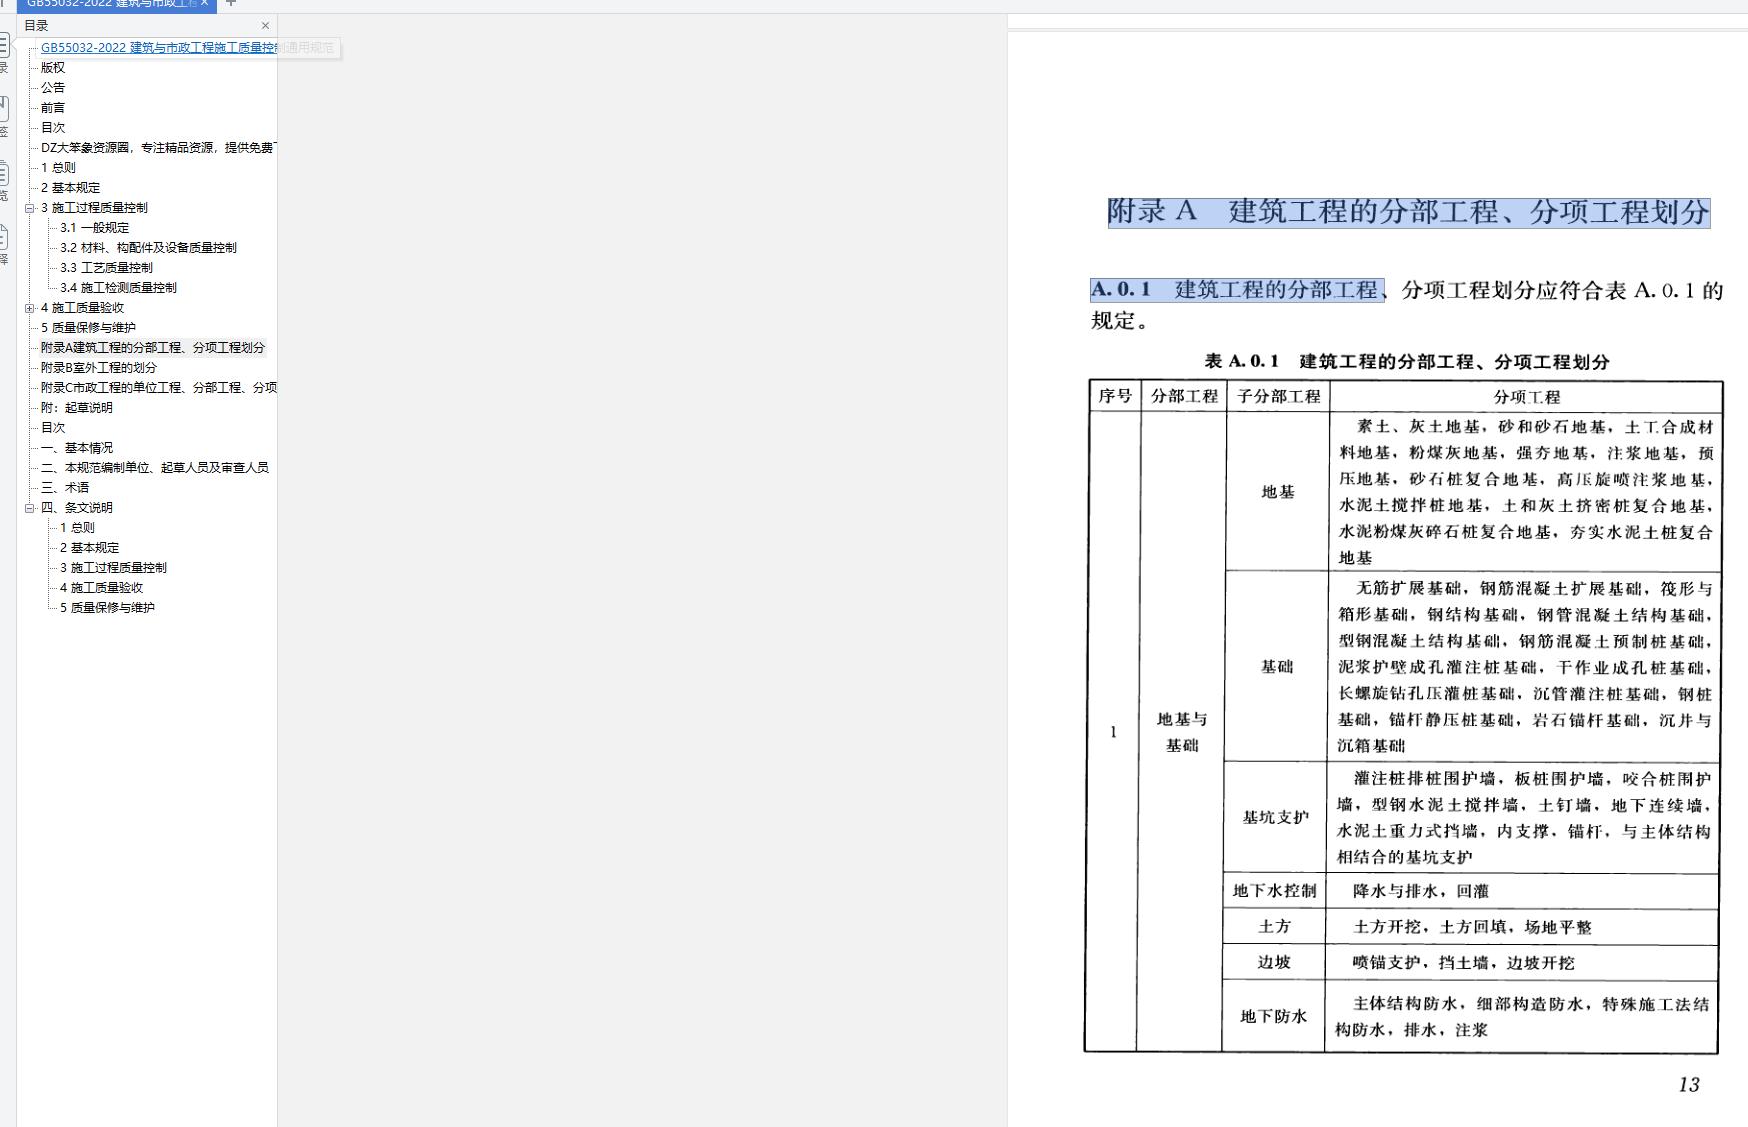 GB55032-2022 建筑与市政工程
目录
GB55032-2022 建筑与市政工程施工质量控制通用规范
版权
公告
前言
目次
DZ大笨象资源圈，专注精品资源，提供免费下
1 总则
2 基本规定
3 施工过程质量控制
3.1 一般规定
3.2 材料、构配件及设备质量控制
3.3 工艺质量控制
3.4 施工检测质量控制
4 施工质量验收
5 质量保修与维护
附录A建筑工程的分部工程、分项工程划分
附录B室外工程的划分
附录C市政工程的单位工程、分部工程、分项
附：起草说明
目次
一、基本情况
二、本规范编制单位、起草人员及审查人员
三、术语
四、条文说明
1 总则
2 基本规定
3 施工过程质量控制
4 施工质量验收
5 质量保修与维护
附录 A 建筑工程的分部工程、分项工程划分
A.0.1 建筑工程的分部工程、分项工程划分应符合表 A.0.1 的
规定。
表 A.0.1 建筑工程的分部工程、分项工程划分
序号 分部工程 子分部工程 分项工程
1
地基与
基础
地基
素土、灰土地基，砂和砂石地基，土工合成材
料地基，粉煤灰地基，强夯地基，注浆地基，预
压地基，砂石桩复合地基，高压旋喷注浆地基，
水泥土搅拌桩地基，土和灰土挤密桩复合地基，
水泥粉煤灰碎石桩复合地基，夯实水泥土桩复合
地基
基础
无筋扩展基础，钢筋混凝土扩展基础，筏形与
箱形基础，钢结构基础，钢管混凝土结构基础，
型钢混凝土结构基础，钢筋混凝土预制桩基础，
泥浆护壁成孔灌注桩基础，干作业成孔桩基础，
长螺旋钻孔压灌桩基础，沉管灌注桩基础，钢桩
基础，锚杆静压桩基础，岩石锚杆基础，沉井与
沉箱基础
基坑支护
灌注桩排桩围护墙，板桩围护墙，咬合桩围护
墙，型钢水泥土搅拌墙，土钉墙，地下连续墙，
水泥土重力式挡墙，内支撑，锚杆，与主体结构
相结合的基坑支护
地下水控制 降水与排水，回灌
土方 土方开挖，土方回填，场地平整
边坡 喷锚支护，挡土墙，边坡开挖
地下防水
主体结构防水，细部构造防水，特殊施工法结
构防水，排水，注浆
13